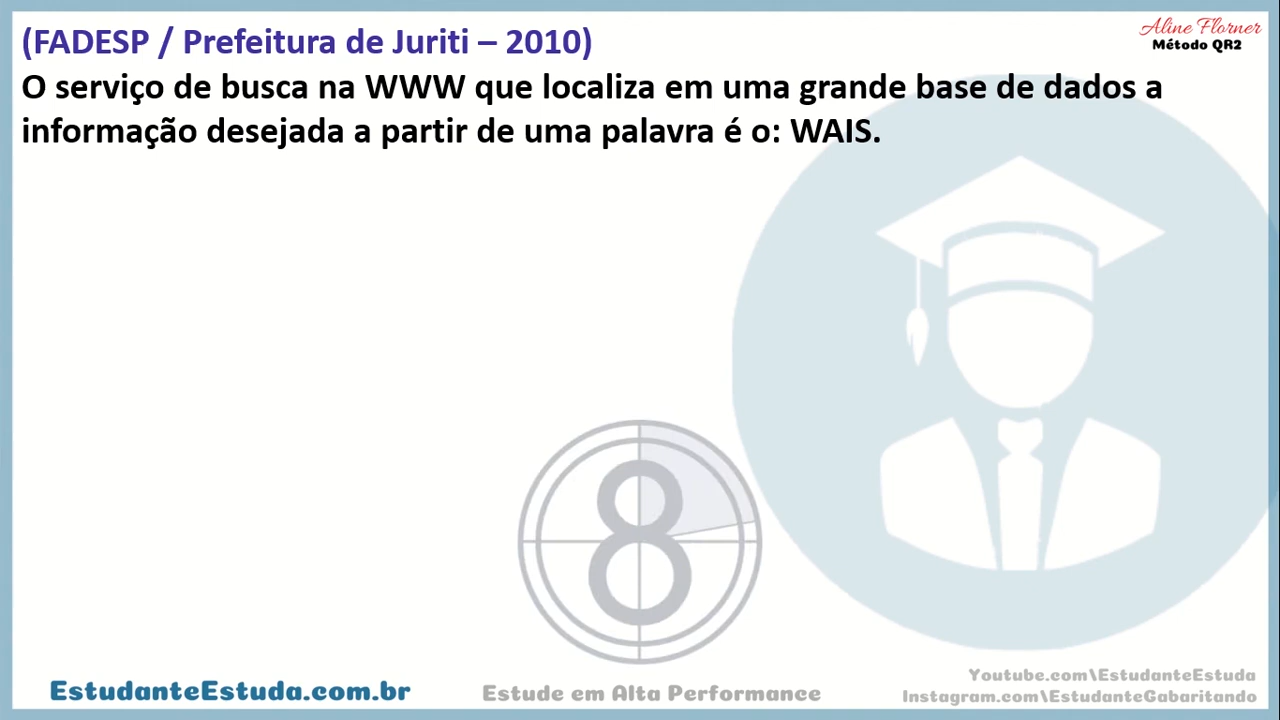 (FADESP / Prefeitura de Juriti – 2010)
Aline Florner
Método QR2
O serviço de busca na WWW que localiza em uma grande base de dados a
informação desejada a partir de uma palavra é o: WAIS.
8
EstudanteEstuda.com.br
Estude em Alta Performance
Youtube.com\EstudanteEstuda
Instagram.com\EstudanteGabaritando